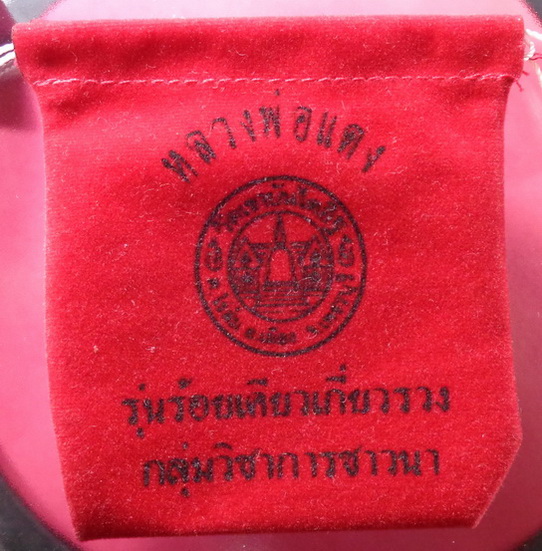 หลวงพ่อแดง
รุ่นร้อยเดียวเกี่ยวรวง
กลุ่มวิชาการชาวนา